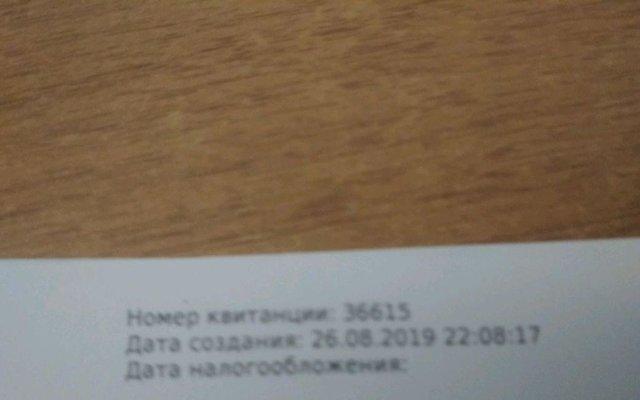 Номер квитанции: 36615
Дата создания: 26.08.2019 22:08:17
Дата налогообложения: